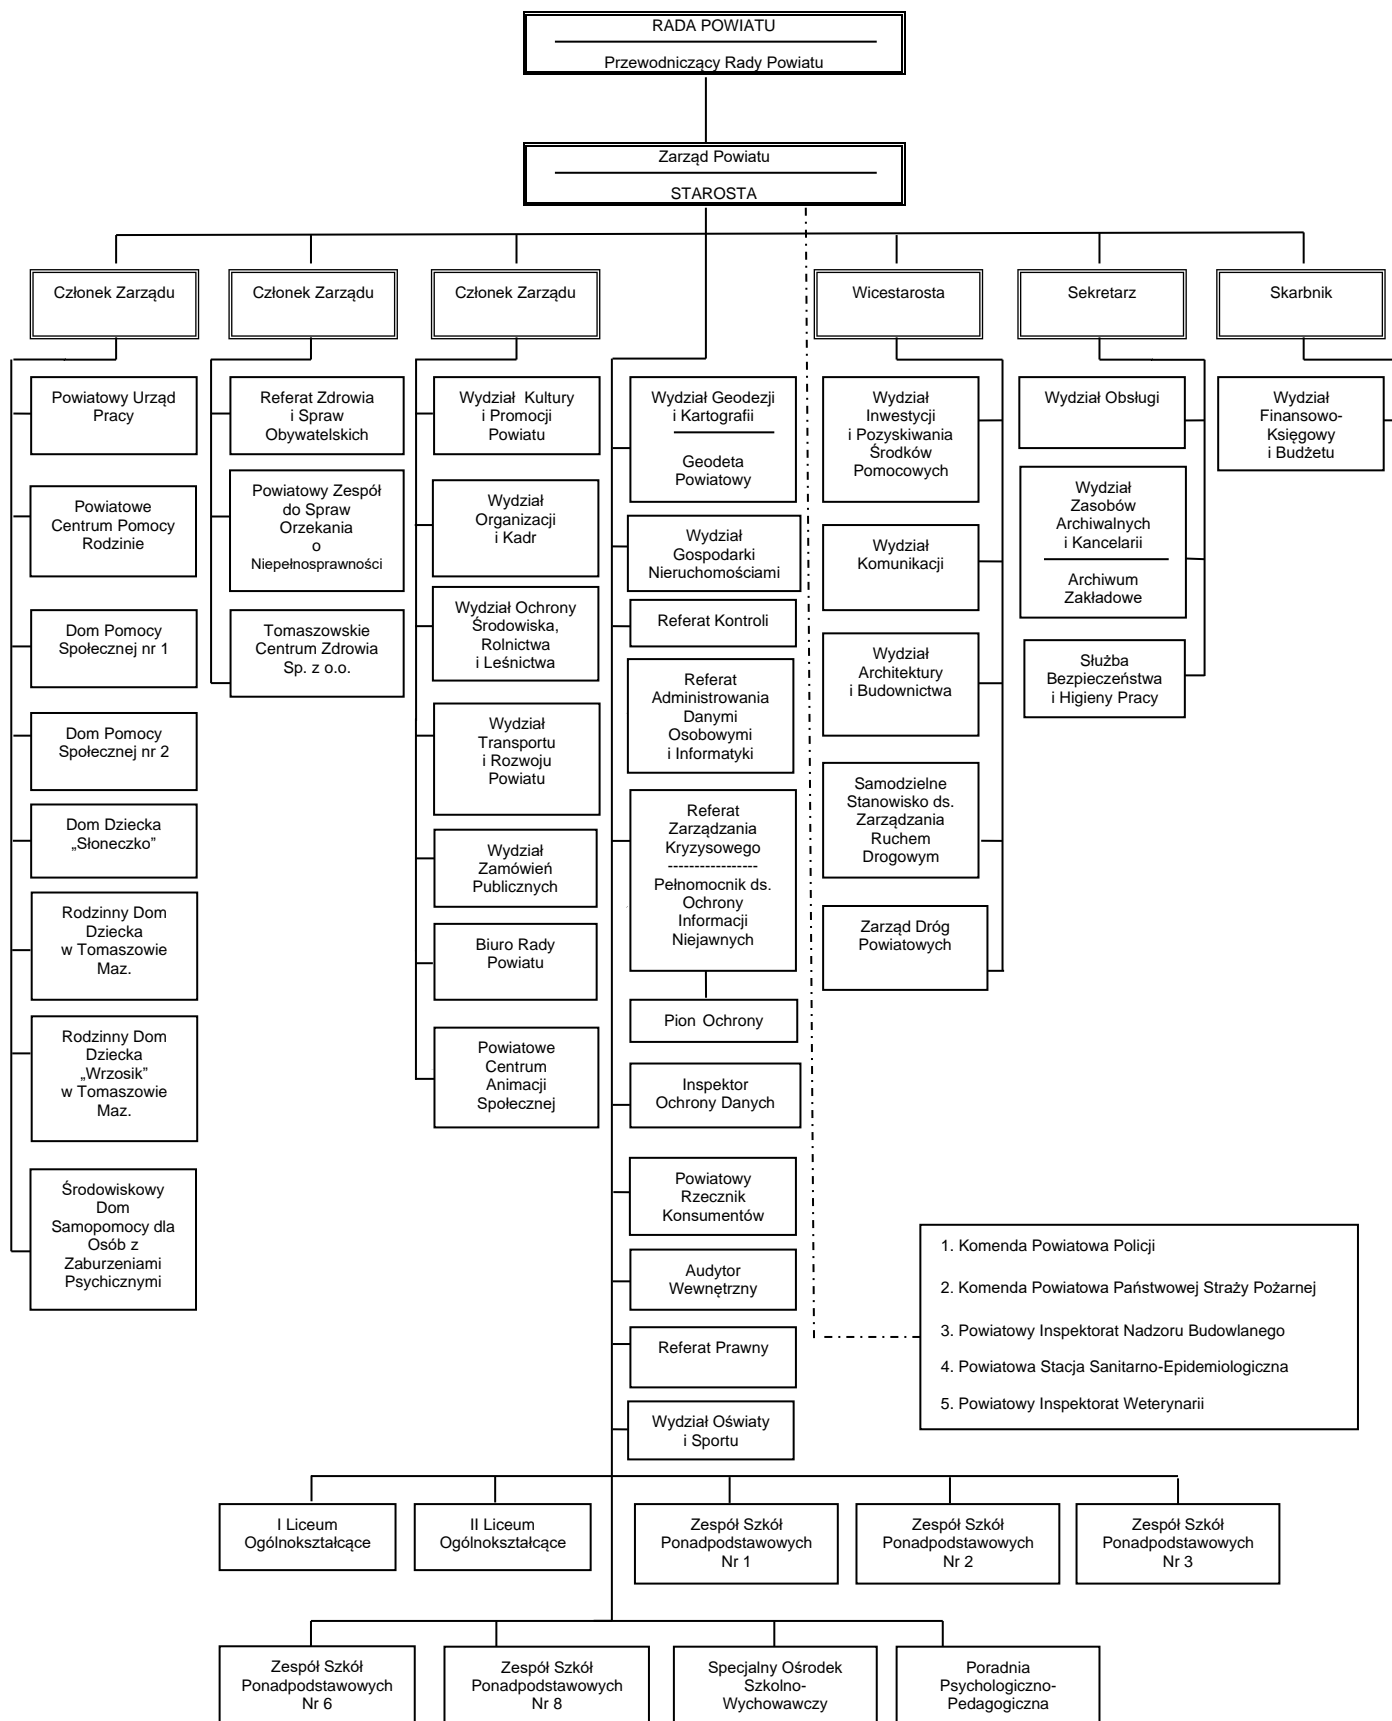 RADA POWIATU
Przewodniczący Rady Powiatu
Zarząd Powiatu
STAROSTA
Członek Zarządu
Członek Zarządu
Członek Zarządu
Wicestarosta
Sekretarz
Skarbnik
Powiatowy Urząd
Pracy
Powiatowe
Centrum Pomocy
Rodzinie
Dom Pomocy
Społecznej nr 1
Dom Pomocy
Społecznej nr 2
Dom Dziecka
„Słoneczko”
Rodzinny Dom
Dziecka
w Tomaszowie
Maz.
Rodzinny Dom
Dziecka
„Wrzosik”
w Tomaszowie
Maz.
Środowiskowy
Dom
Samopomocy dla
Osób z
Zaburzeniami
Psychicznymi
Referat Zdrowia
i Spraw
Obywatelskich
Powiatowy Zespół
do Spraw
Orzekania
o
Niepełnosprawności
Tomaszowskie
Centrum Zdrowia
Sp. z o.o.
Wydział Kultury
i Promocji
Powiatu
Wydział
Organizacji
i Kadr
Wydział Ochrony
Środowiska,
Rolnictwa
i Leśnictwa
Wydział
Transportu
i Rozwoju
Powiatu
Wydział
Zamówień
Publicznych
Biuro Rady
Powiatu
Powiatowe
Centrum
Animacji
Społecznej
Wydział Geodezji
i Kartografii
Geodeta
Powiatowy
Wydział
Gospodarki
Nieruchomościami
Referat Kontroli
Referat
Administrowania
Danymi
Osobowymi
i Informatyki
Referat
Zarządzania
Kryzysowego
-----------------
Pełnomocnik ds.
Ochrony
Informacji
Niejawnych
Pion Ochrony
Inspektor
Ochrony Danych
Powiatowy
Rzecznik
Konsumentów
Audytor
Wewnętrzny
Referat Prawny
Wydział Oświaty
i Sportu
Wydział
Inwestycji
i Pozyskiwania
Środków
Pomocowych
Wydział
Komunikacji
Wydział
Architektury
i Budownictwa
Samodzielne
Stanowisko ds.
Zarządzania
Ruchem
Drogowym
Zarząd Dróg
Powiatowych
Wydział Obsługi
Wydział
Zasobów
Archiwalnych
i Kancelarii
Archiwum
Zakładowe
Służba
Bezpieczeństwa
i Higieny Pracy
Wydział
Finansowo-
Księgowy
i Budżetu
1. Komenda Powiatowa Policji
2. Komenda Powiatowa Państwowej Straży Pożarnej
3. Powiatowy Inspektorat Nadzoru Budowlanego
4. Powiatowa Stacja Sanitarno-Epidemiologiczna
5. Powiatowy Inspektorat Weterynarii
I Liceum
Ogólnokształcące
II Liceum
Ogólnokształcące
Zespół Szkół
Ponadpodstawowych
Nr 1
Zespół Szkół
Ponadpodstawowych
Nr 2
Zespół Szkół
Ponadpodstawowych
Nr 3
Zespół Szkół
Ponadpodstawowych
Nr 6
Zespół Szkół
Ponadpodstawowych
Nr 8
Specjalny Ośrodek
Szkolno-
Wychowawczy
Poradnia
Psychologiczno-
Pedagogiczna